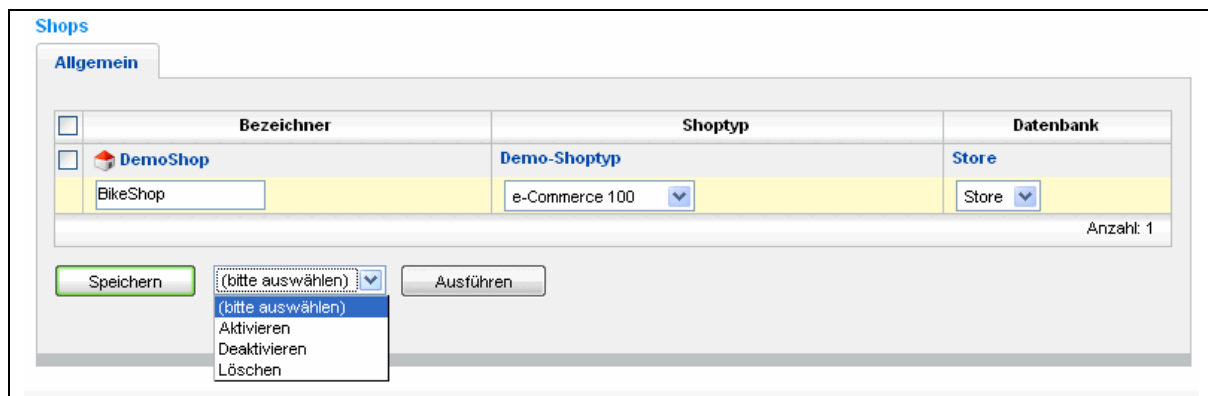 Shops
Allgemein
Bezeichner Shoptyp Datenbank
DemoShop Demo-Shoptyp Store
BikeShop e-Commerce 100 Store
Anzahl: 1
Speichern (bitte auswählen) Ausführen
(bitte auswählen)
Aktivieren
Deaktivieren
Löschen